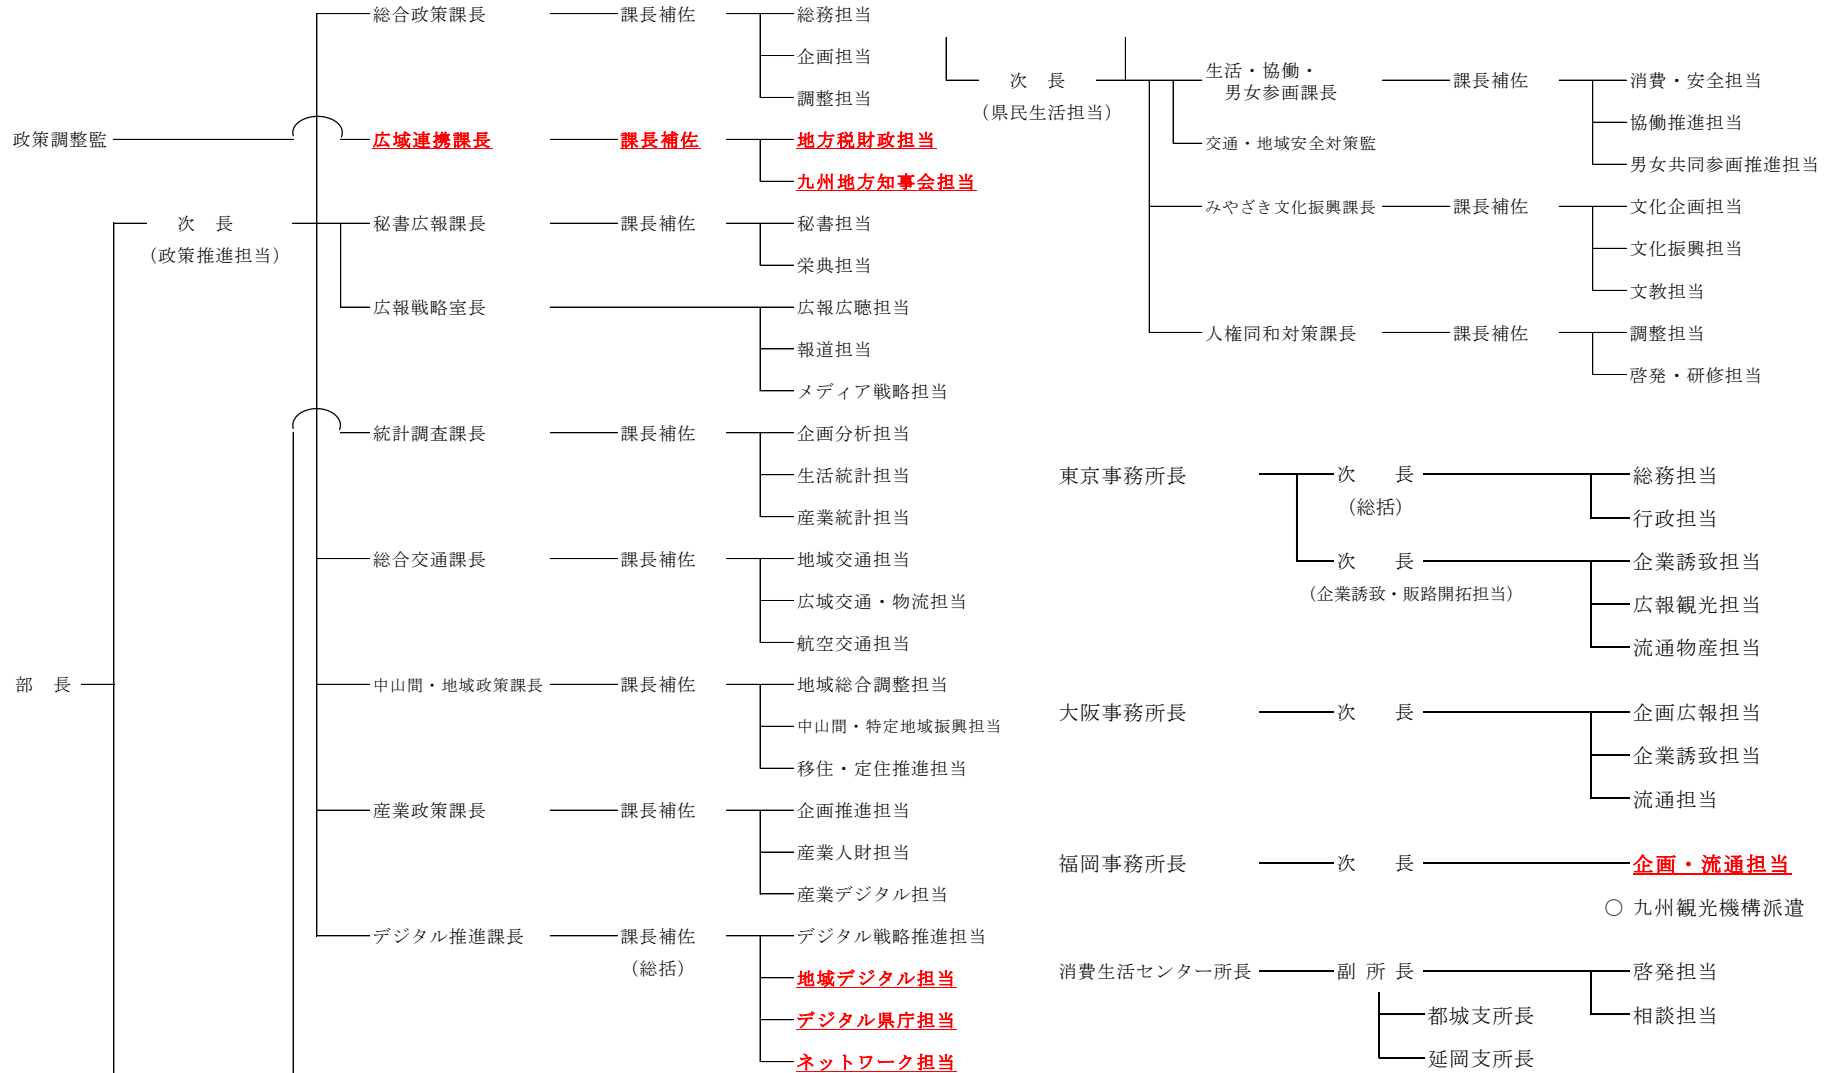 総合政策課長 課長補佐 総務担当
企画担当
調整担当
政策調整監 広域連携課長 課長補佐 地方税財政担当
九州地方知事会担当
次 長 秘書広報課長 課長補佐 秘書担当
(政策推進担当) 栄典担当
広報戦略室長 広報広聴担当
報道担当
メディア戦略担当
統計調査課長 課長補佐 企画分析担当
生活統計担当
産業統計担当
総合交通課長 課長補佐 地域交通担当
広域交通・物流担当
航空交通担当
部 長 中山間・地域政策課長 課長補佐 地域総合調整担当
中山間・特定地域振興担当
移住・定住推進担当
産業政策課長 課長補佐 企画推進担当
産業人財担当
産業デジタル担当
デジタル推進課長 課長補佐 デジタル戦略推進担当
(総括) 地域デジタル担当
デジタル県庁担当
ネットワーク担当
次 長 生活・協働・
男女参画課長 課長補佐 消費・安全担当
(県民生活担当) 協働推進担当
交通・地域安全対策監
男女共同参画推進担当
みやざき文化振興課長 課長補佐 文化企画担当
文化振興担当
文教担当
人権同和対策課長 課長補佐 調整担当
啓発・研修担当
東京事務所長 次 長 総務担当
(総括) 行政担当
次 長 企業誘致担当
(企業誘致・販路開拓担当) 広報観光担当
流通物産担当
大阪事務所長 次 長 企画広報担当
企業誘致担当
流通担当
福岡事務所長 次 長 企画・流通担当
○ 九州観光機構派遣
消費生活センター所長 副 所 長 啓発担当
都城支所長 相談担当
延岡支所長